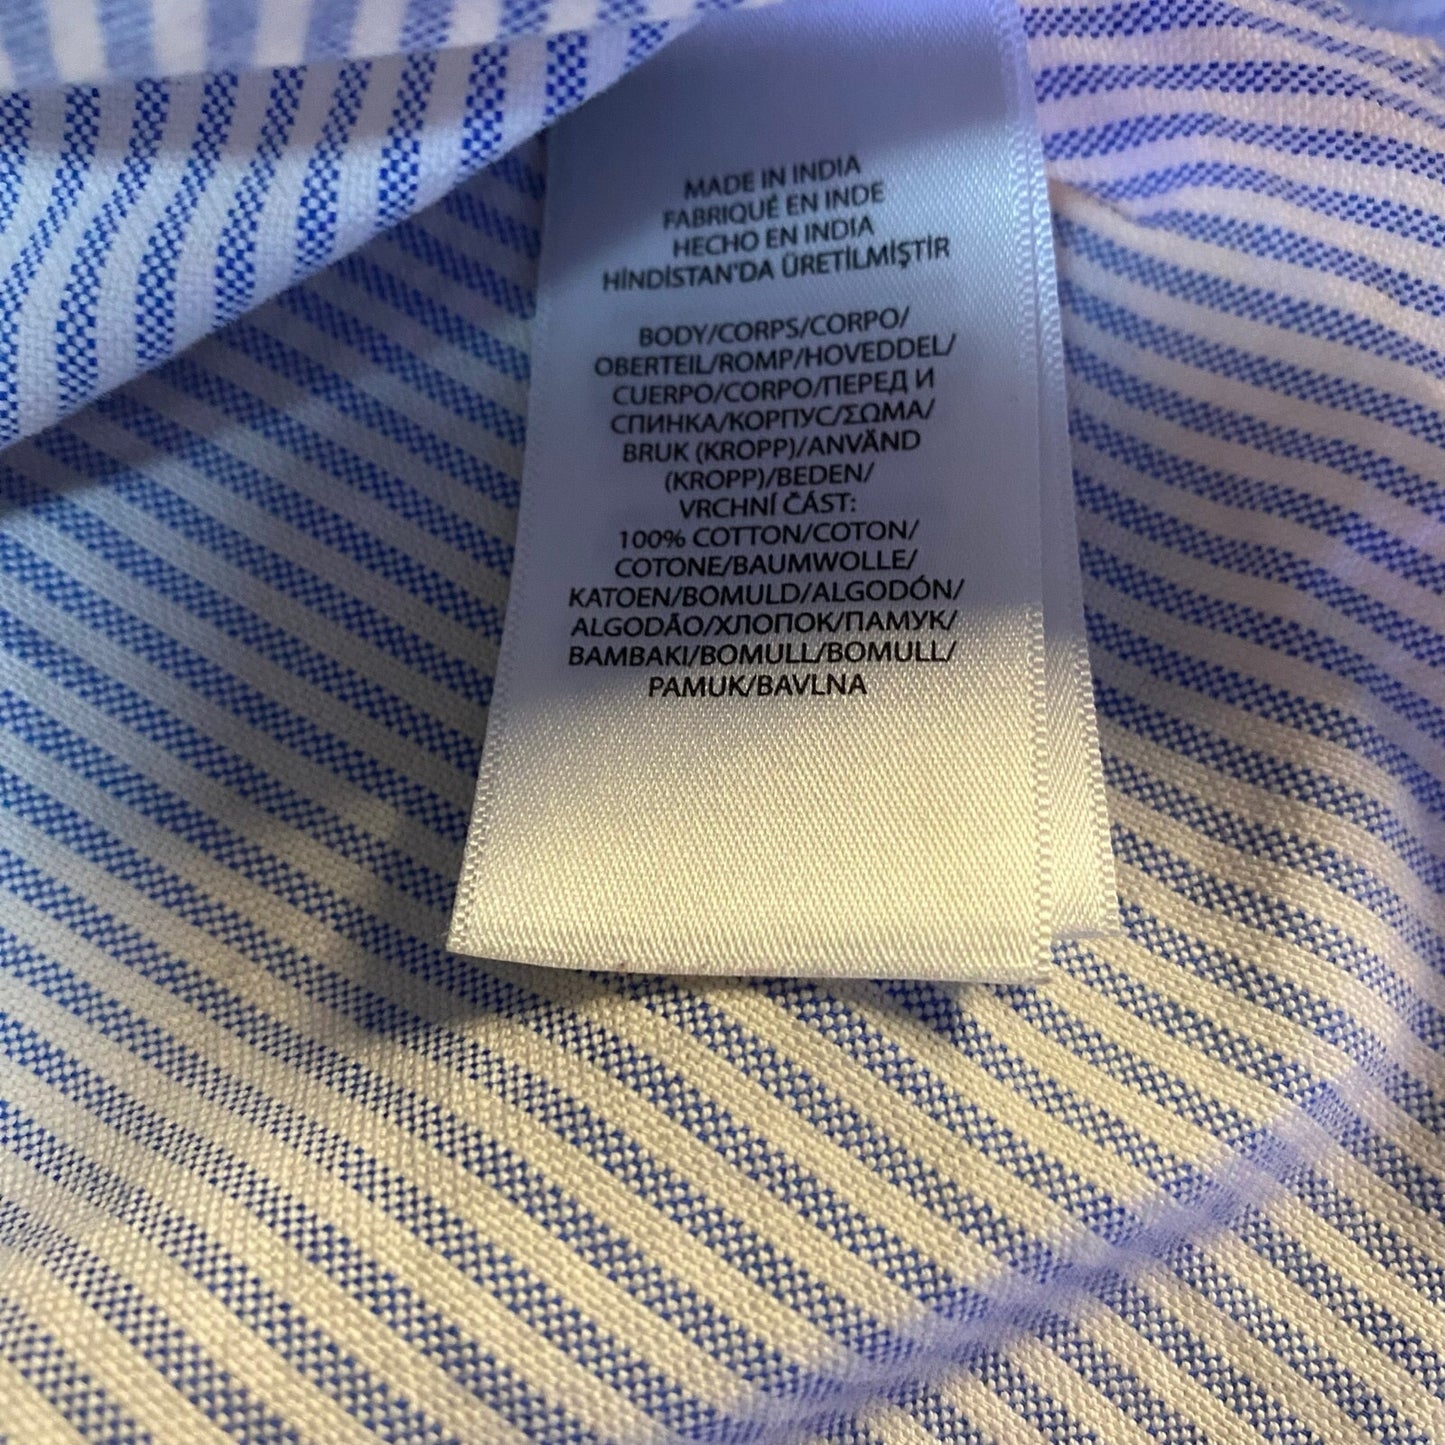 MADE IN INDIA
FABRIQUÉ EN INDE
HECHO EN INDIA
HİNDİSTAN'DA ÜRETİLMİŞTİR
BODY/CORPS/CORPO/
OBERTEIL/ROMP/HOVEDDEL/
CUERPO/CORPO/ПЕРЕД И
СПИНКА/КОРПУС/ΣΩΜΑ/
BRUK (KROPP)/ANVÄND
(KROPP)/BEDEN/
VRCHNÍ ČÁST:
100% COTTON/COTON/
COTONE/BAUMWOLLE/
KATOEN/BOMULD/ALGODÓN/
ALGODÃO/ХЛОПОК/ПАМУК/
BAMBAKI/BOMULL/BOMULL/
PAMUK/BAVLNA